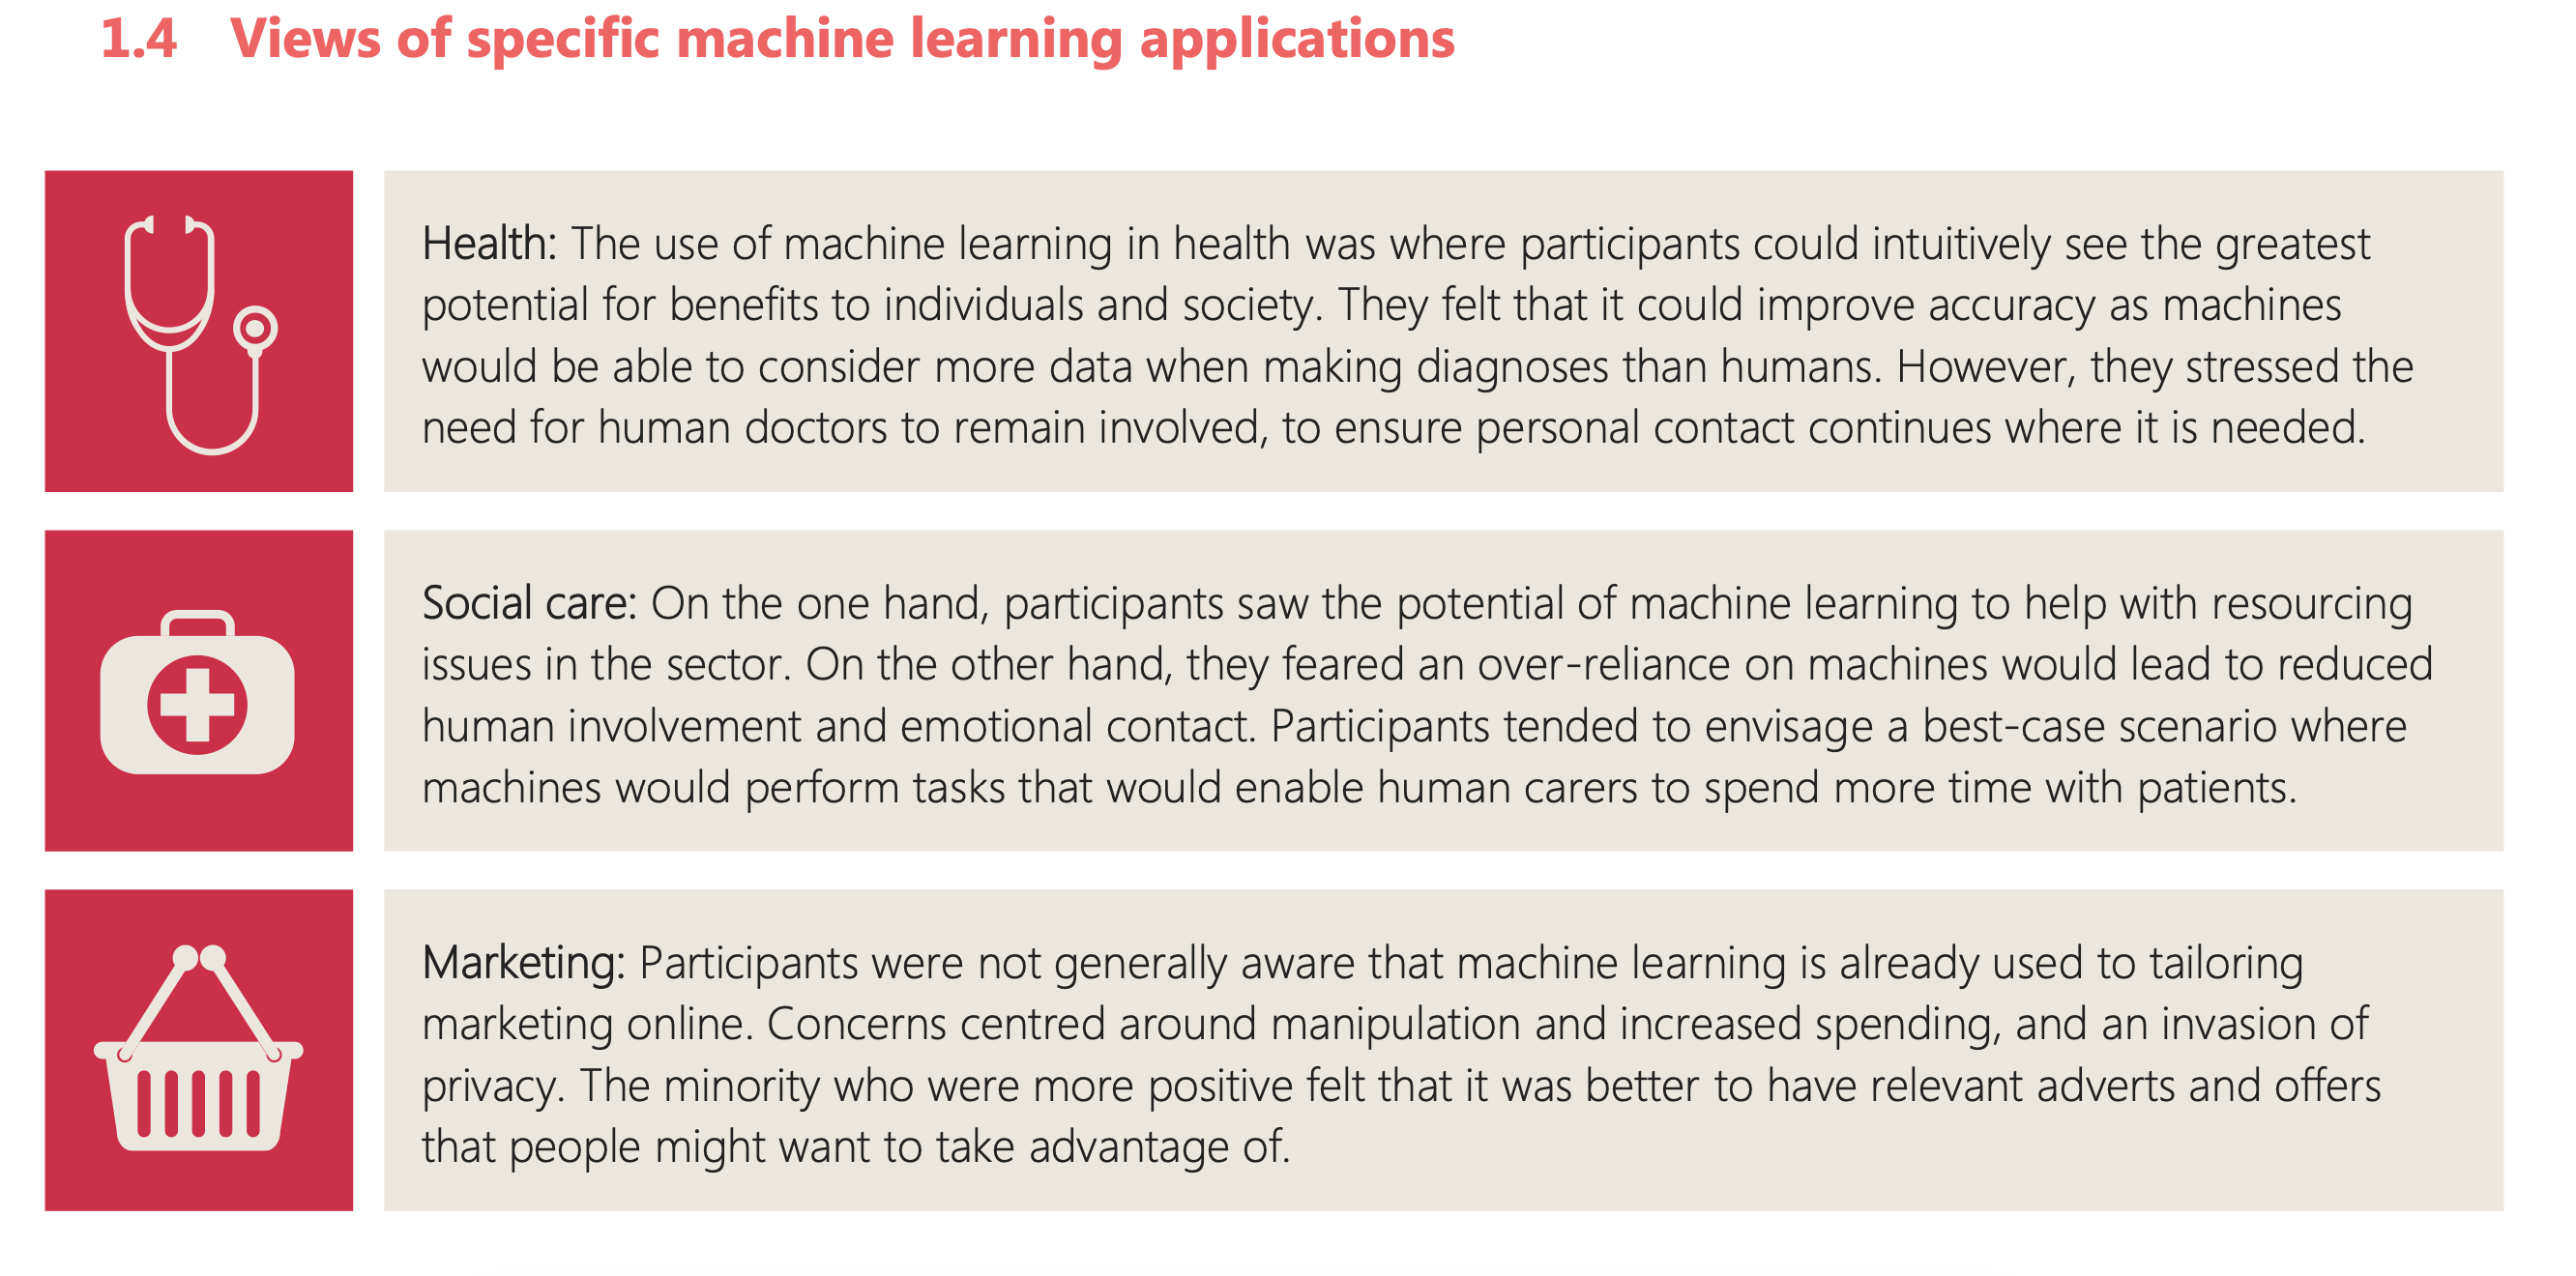 1.4 Views of specific machine learning applications
Health: The use of machine learning in health was where participants could intuitively see the greatest
potential for benefits to individuals and society. They felt that it could improve accuracy as machines
would be able to consider more data when making diagnoses than humans. However, they stressed the
need for human doctors to remain involved, to ensure personal contact continues where it is needed.
Social care: On the one hand, participants saw the potential of machine learning to help with resourcing
issues in the sector. On the other hand, they feared an over-reliance on machines would lead to reduced
human involvement and emotional contact. Participants tended to envisage a best-case scenario where
machines would perform tasks that would enable human carers to spend more time with patients.
Marketing: Participants were not generally aware that machine learning is already used to tailoring
marketing online. Concerns centred around manipulation and increased spending, and an invasion of
privacy. The minority who were more positive felt that it was better to have relevant adverts and offers
that people might want to take advantage of.